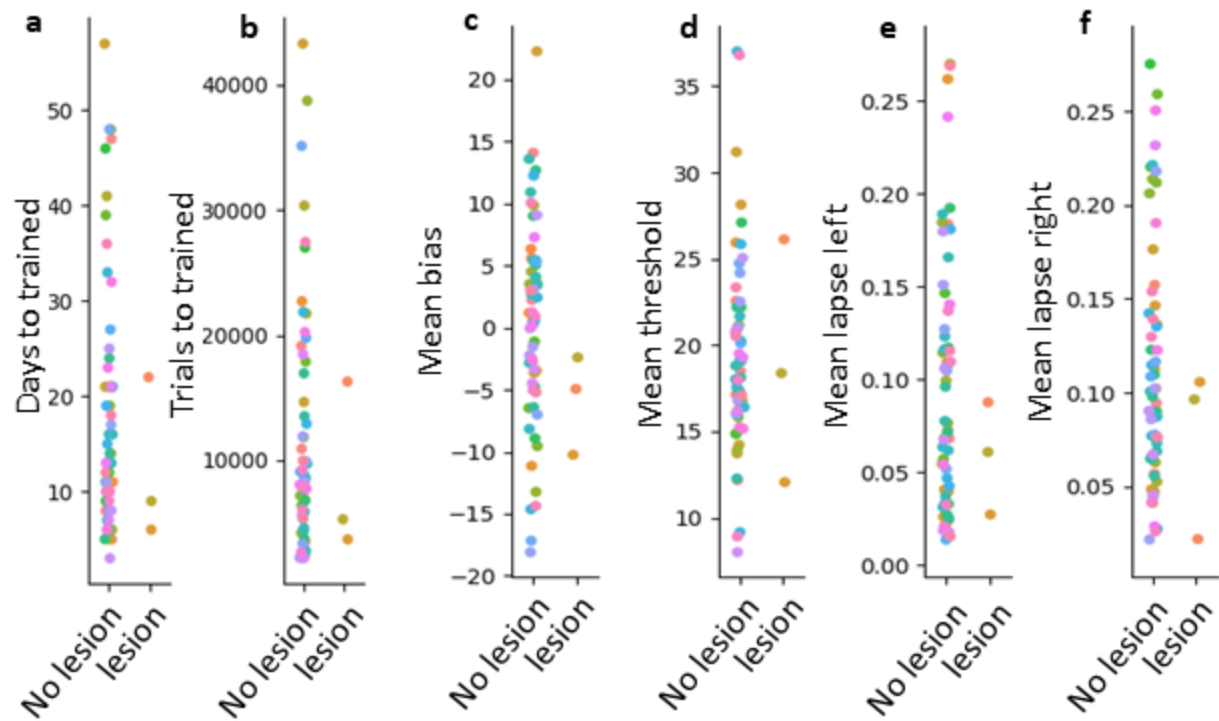 a
Days to trained
50
40
30
20
10
No lesion
lesion
b
Trials to trained
40000
30000
20000
10000
No lesion
lesion
c
Mean bias
20
15
10
5
0
−5
−10
−15
−20
No lesion
lesion
d
Mean threshold
35
30
25
20
15
10
No lesion
lesion
e
Mean lapse left
0.25
0.20
0.15
0.10
0.05
0.00
No lesion
lesion
f
Mean lapse right
0.25
0.20
0.15
0.10
0.05
No lesion
lesion